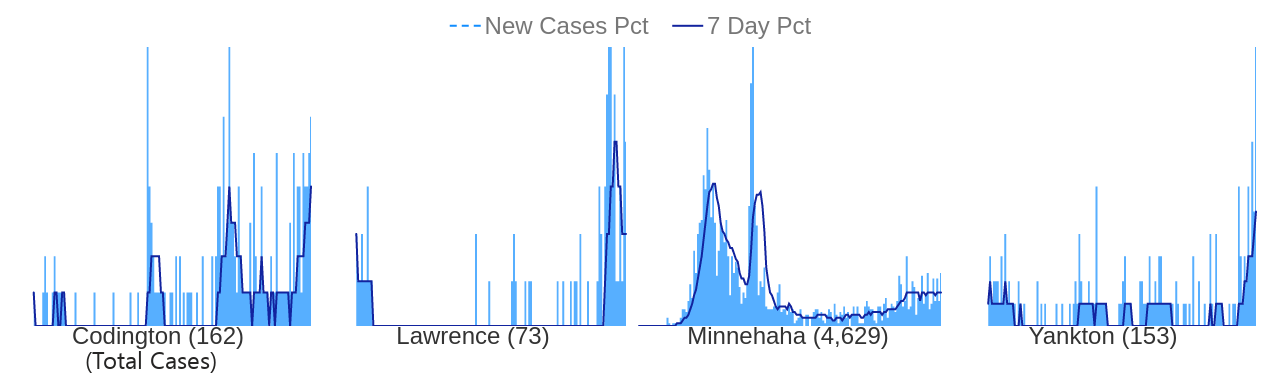 New Cases Pct 7 Day Pct
Codington (162) Lawrence (73) Minnehaha (4,629) Yankton (153)
(Total Cases)